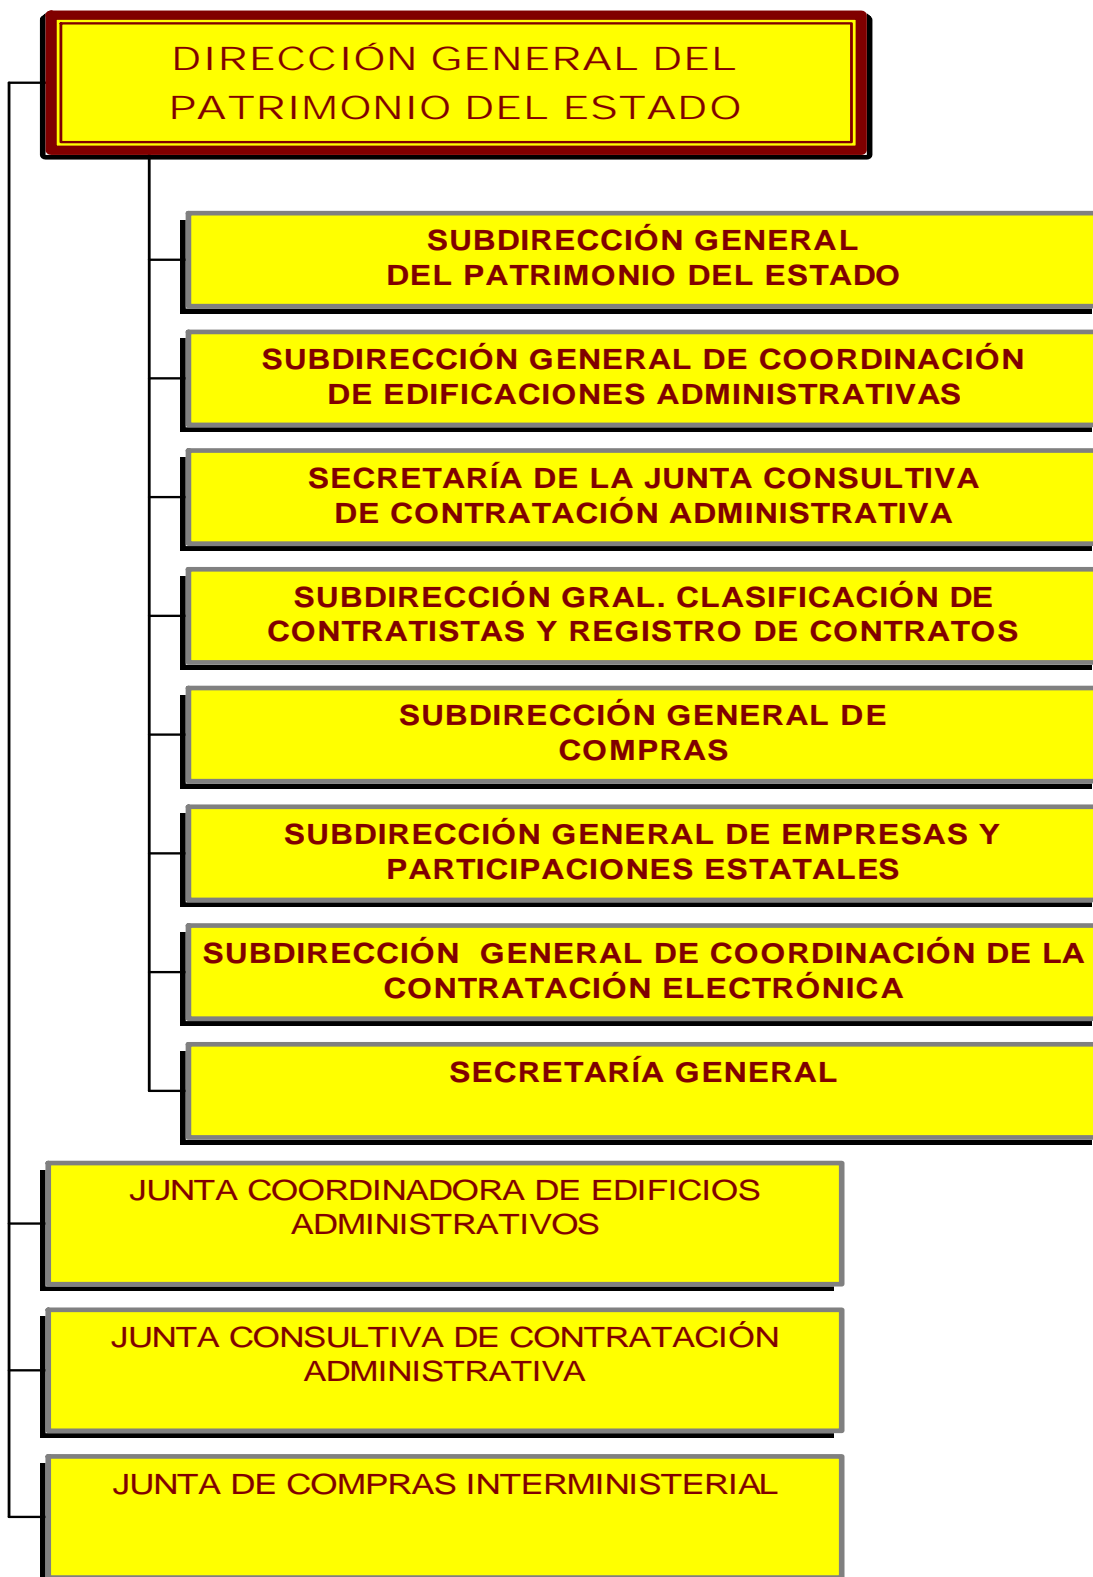 DIRECCIÓN GENERAL DEL
PATRIMONIO DEL ESTADO
SUBDIRECCIÓN GENERAL
DEL PATRIMONIO DEL ESTADO
SUBDIRECCIÓN GENERAL DE COORDINACIÓN
DE EDIFICACIONES ADMINISTRATIVAS
SECRETARÍA DE LA JUNTA CONSULTIVA
DE CONTRATACIÓN ADMINISTRATIVA
SUBDIRECCIÓN GRAL. CLASIFICACIÓN DE
CONTRATISTAS Y REGISTRO DE CONTRATOS
SUBDIRECCIÓN GENERAL DE
COMPRAS
SUBDIRECCIÓN GENERAL DE EMPRESAS Y
PARTICIPACIONES ESTATALES
SUBDIRECCIÓN GENERAL DE COORDINACIÓN DE LA
CONTRATACIÓN ELECTRÓNICA
SECRETARÍA GENERAL
JUNTA COORDINADORA DE EDIFICIOS
ADMINISTRATIVOS
JUNTA CONSULTIVA DE CONTRATACIÓN
ADMINISTRATIVA
JUNTA DE COMPRAS INTERMINISTERIAL